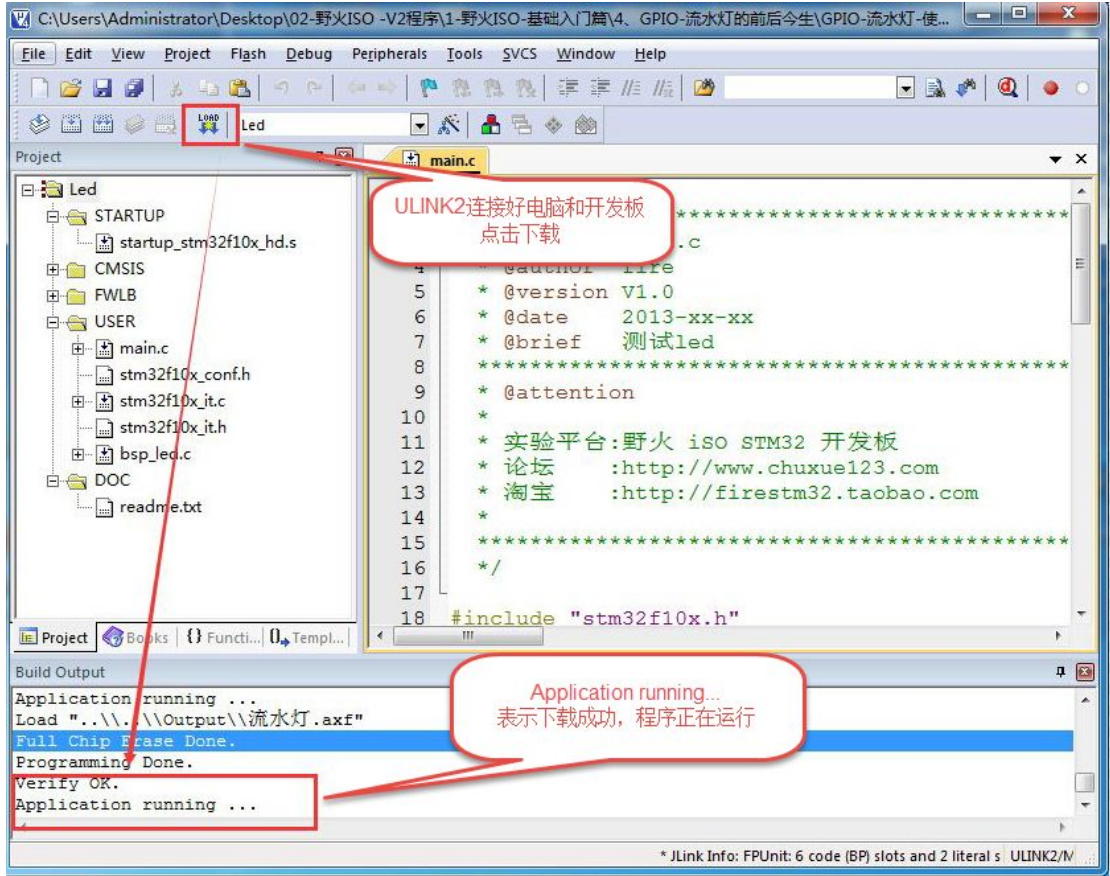 C:\Users\Administrator\Desktop\02-野火ISO -V2程序\1-野火ISO-基础入门篇\4、GPIO-流水灯的前后今生\GPIO-流水灯-使...
File Edit View Project Flash Debug Peripherals Tools SVCS Window Help
LOAD Led
Project
main.c
Led
STARTUP
startup_stm32f10x_hd.s
CMSIS
FWLB
USER
main.c
stm32f10x_conf.h
stm32f10x_it.c
stm32f10x_it.h
bsp_led.c
DOC
readme.txt
Project Books {} Functi... Templ...
ULINK2连接好电脑和开发板
点击下载
*******************************
.c
4 * @author fire
5 * @version V1.0
6 * @date 2013-xx-xx
7 * @brief 测试led
8 *********************************************
9 * @attention
10 *
11 * 实验平台:野火 iSO STM32 开发板
12 * 论坛 :http://www.chuxue123.com
13 * 淘宝 :http://firestm32.taobao.com
14 *
15 *********************************************
16 */
17
18 #include "stm32f10x.h"
Build Output
Application running ...
Load "..\\..\\Output\\流水灯.axf"
Full Chip Erase Done.
Programming Done.
Verify OK.
Application running ...
Application running...
表示下载成功，程序正在运行
* JLink Info: FPUnit: 6 code (BP) slots and 2 literal s ULINK2/M